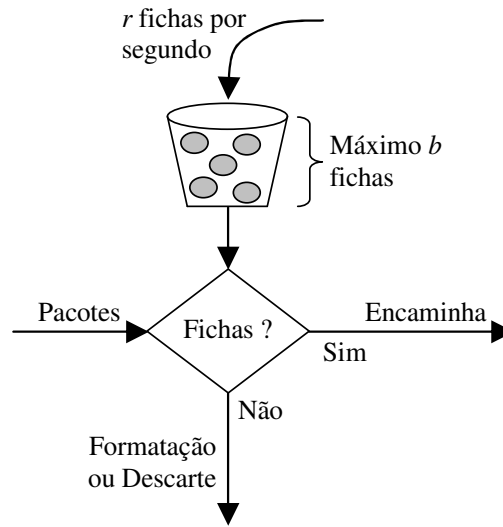 r fichas por
segundo
Máximo b
fichas
Pacotes
Fichas ?
Encaminha
Sim
Não
Formatação
ou Descarte